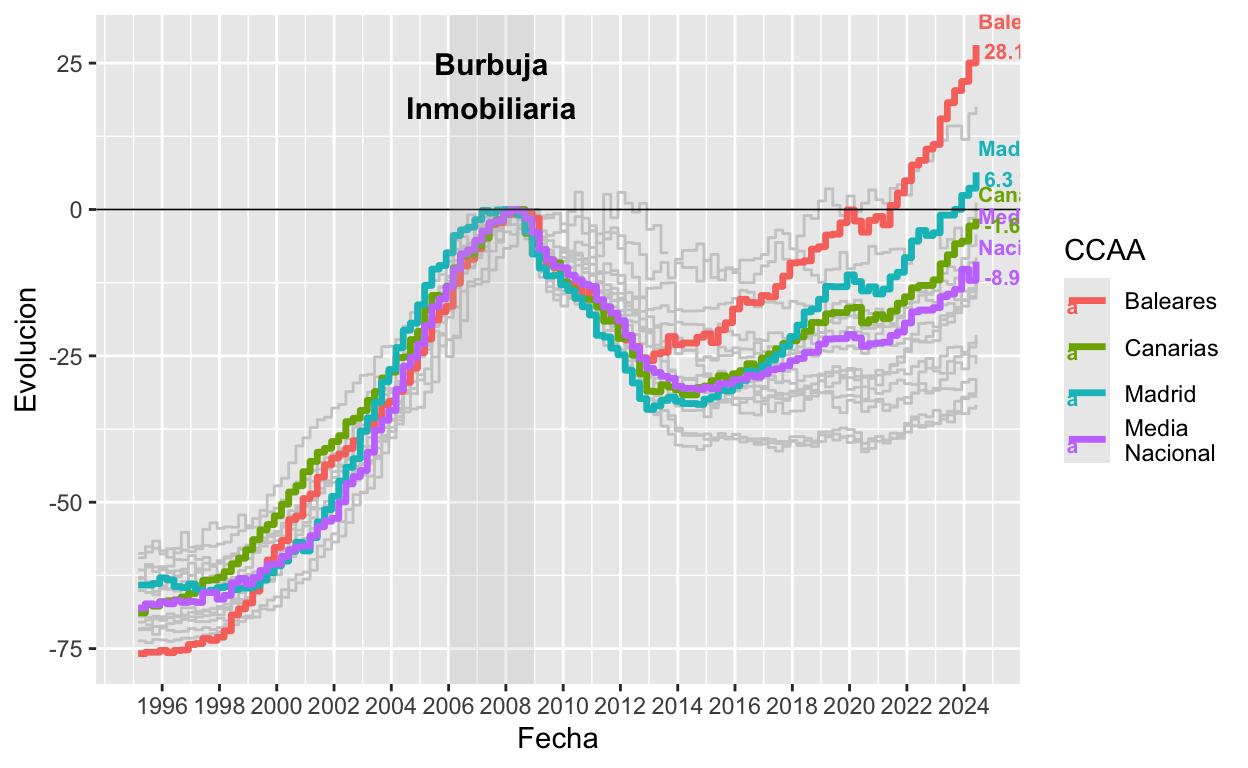 Burbuja
Inmobiliaria
Bale
28.1
Mad
6.3
Cana
Med
-1.6
Naci
-8.9
Evolucion
25
0
-25
-50
-75
1996 1998 2000 2002 2004 2006 2008 2010 2012 2014 2016 2018 2020 2022 2024
Fecha
CCAA
a Baleares
a Canarias
a Madrid
a Media
Nacional